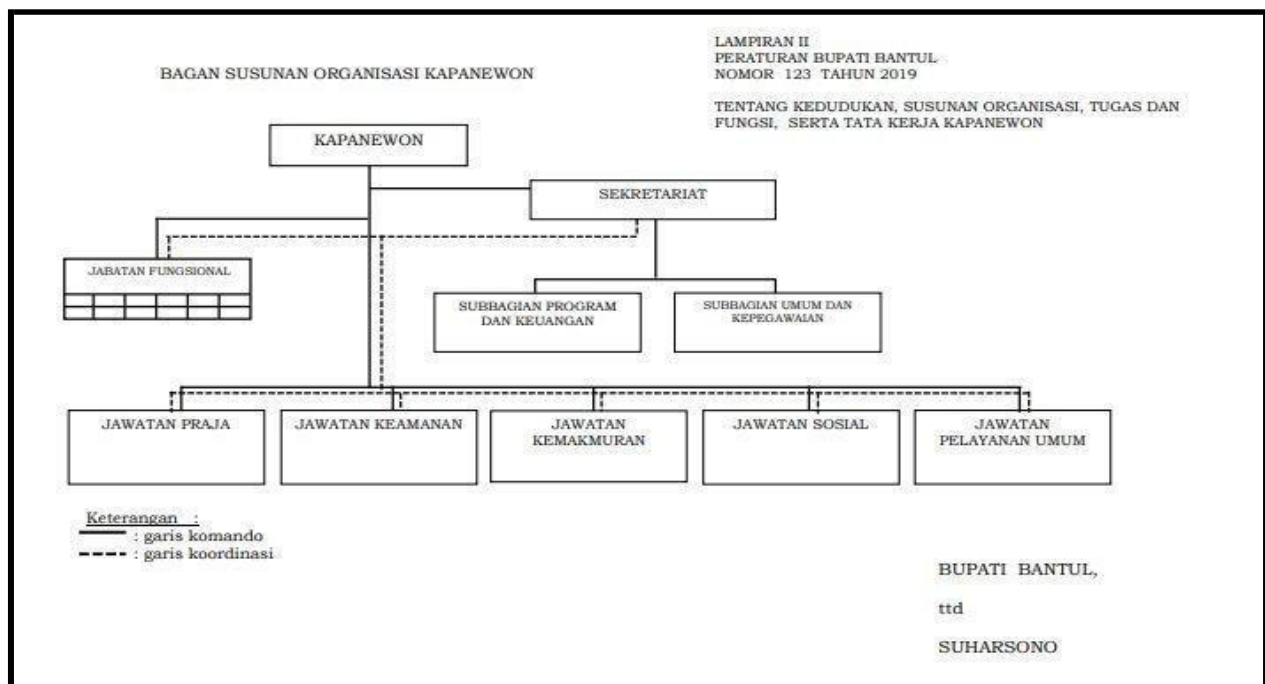 LAMPIRAN II
PERATURAN BUPATI BANTUL
NOMOR 123 TAHUN 2019
BAGAN SUSUNAN ORGANISASI KAPANEWON
TENTANG KEDUDUKAN, SUSUNAN ORGANISASI, TUGAS DAN
FUNGSI, SERTA TATA KERJA KAPANEWON
KAPANEWON
SEKRETARIAT
JABATAN FUNGSIONAL
SUBBAGIAN PROGRAM
DAN KEUANGAN
SUBBAGIAN UMUM DAN
KEPEGAWAIAN
JAWATAN PRAJA
JAWATAN KEAMANAN
JAWATAN
KEMAKMURAN
JAWATAN SOSIAL
JAWATAN
PELAYANAN UMUM
Keterangan :
: garis komando
: garis koordinasi
BUPATI BANTUL,
ttd
SUHARSONO